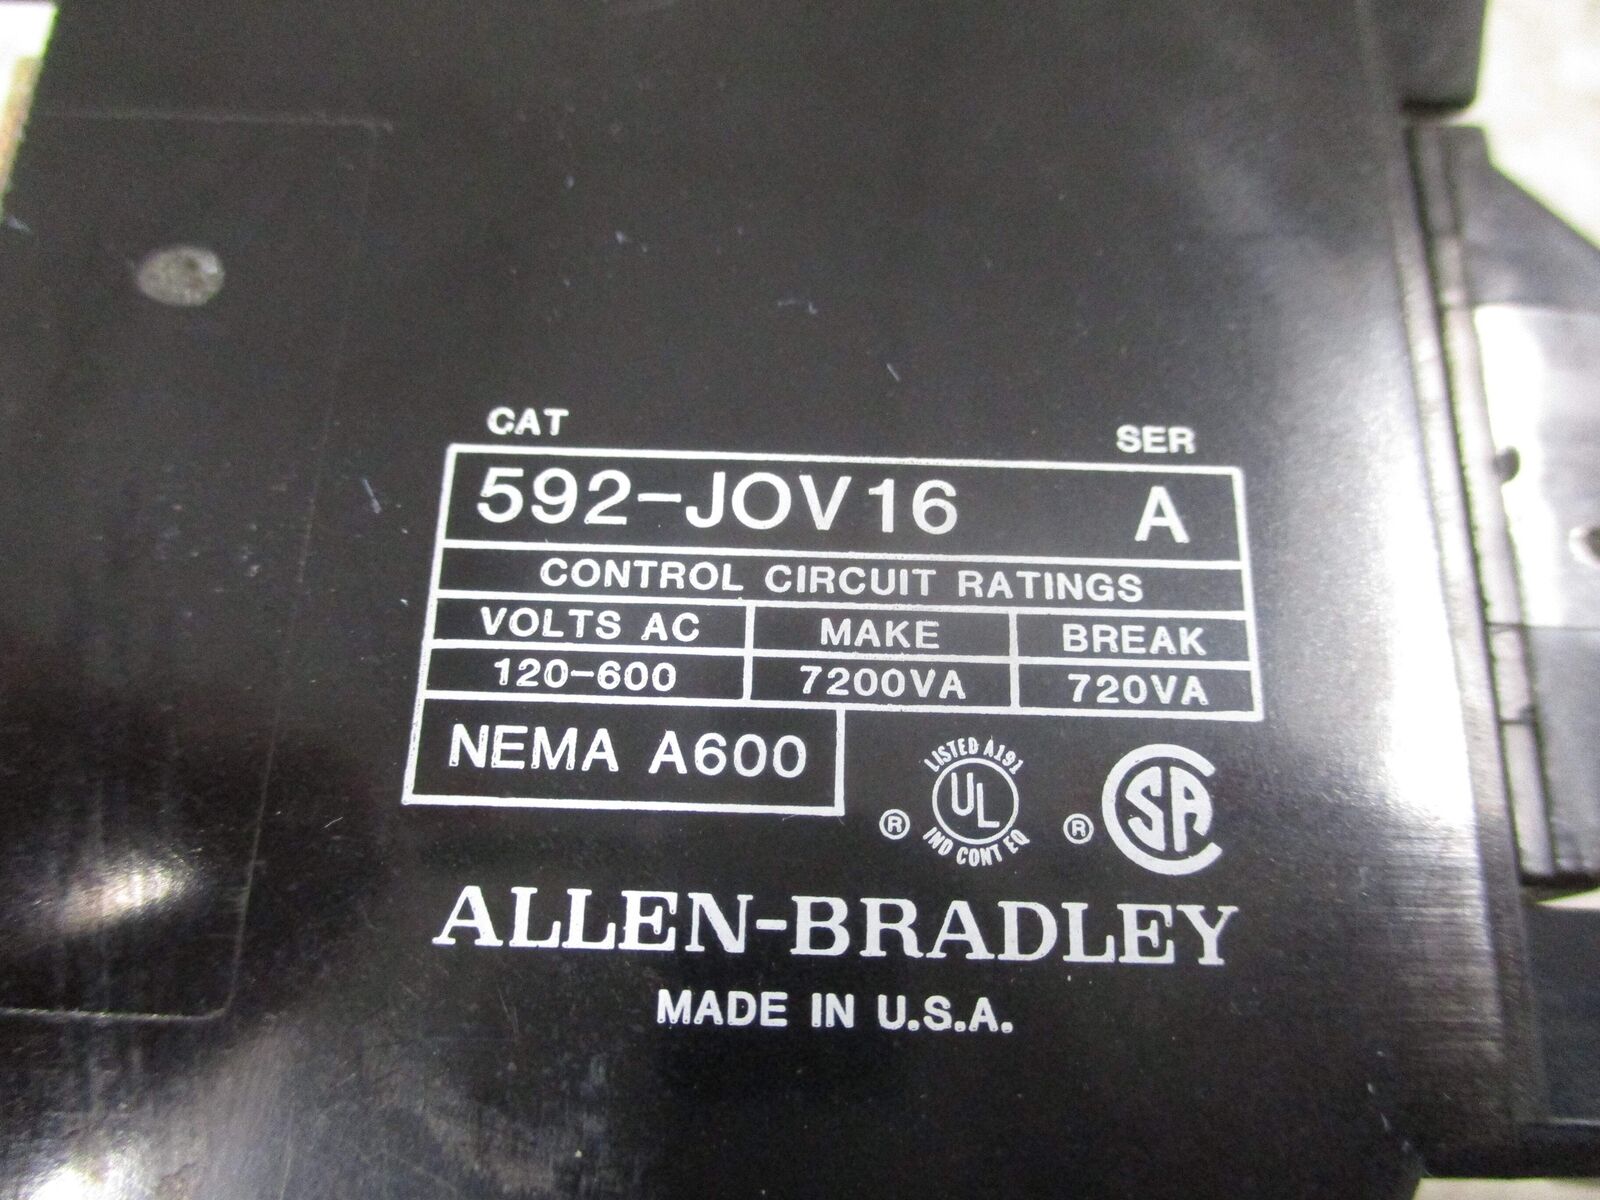 CAT SER
592-JOV16 A
CONTROL CIRCUIT RATINGS
VOLTS AC MAKE BREAK
120-600 7200VA 720VA
NEMA A600
LISTED A191
® UL ® SA
IND CONT EQ
ALLEN-BRADLEY
MADE IN U.S.A.